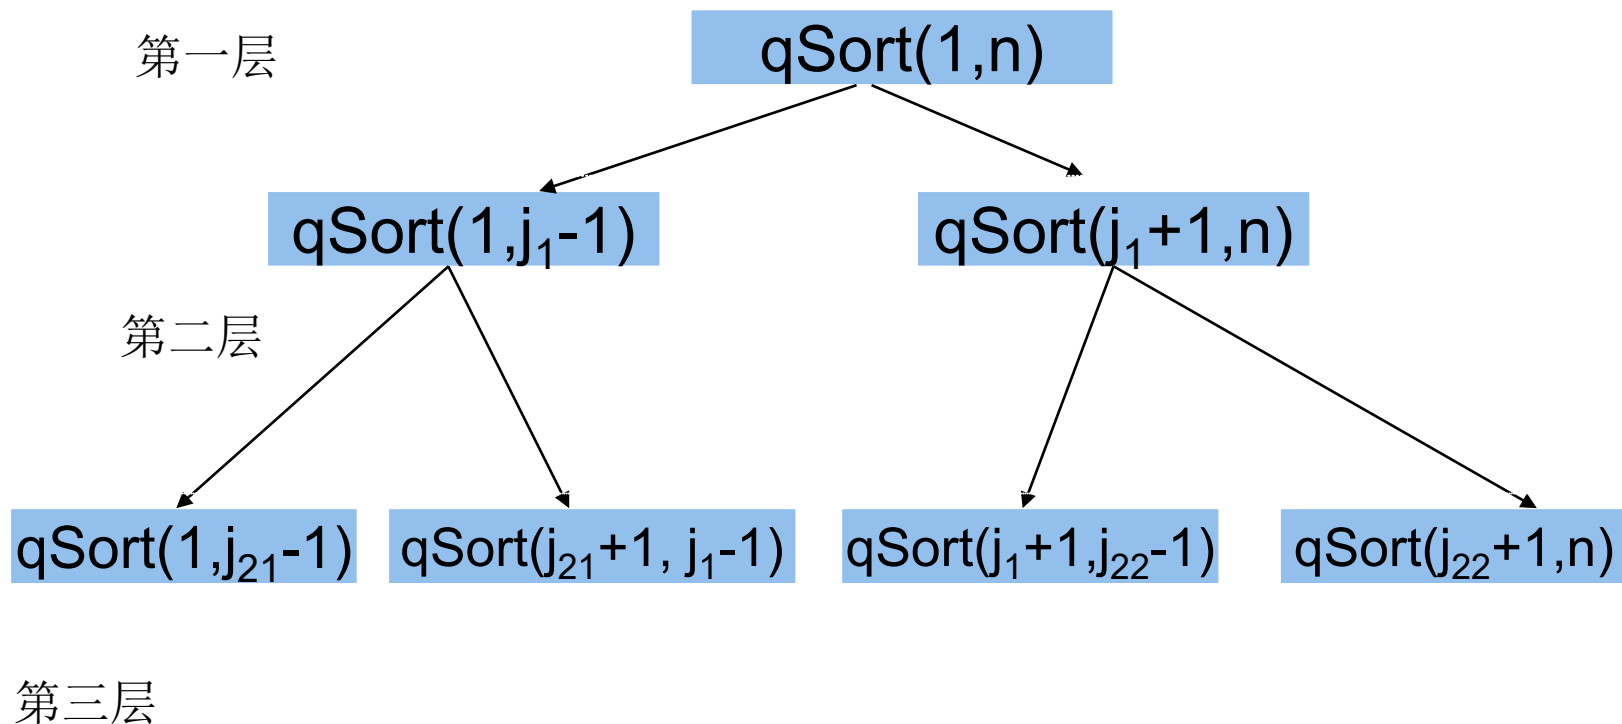 第一层
qSort(1,n)
qSort(1,j₁-1)
qSort(j₁+1,n)
第二层
qSort(1,j₂₁-1)
qSort(j₂₁+1, j₁-1)
qSort(j₁+1,j₂₂-1)
qSort(j₂₂+1,n)
第三层